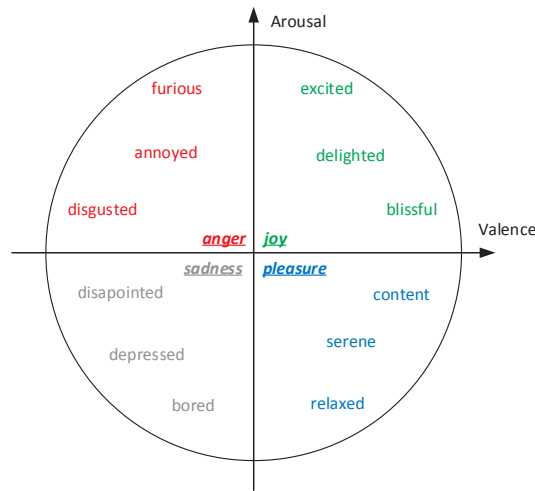 Arousal
furious excited
annoyed delighted
disgusted blissful
Valence
anger joy
sadness pleasure
disapointed content
serene
depressed
bored relaxed